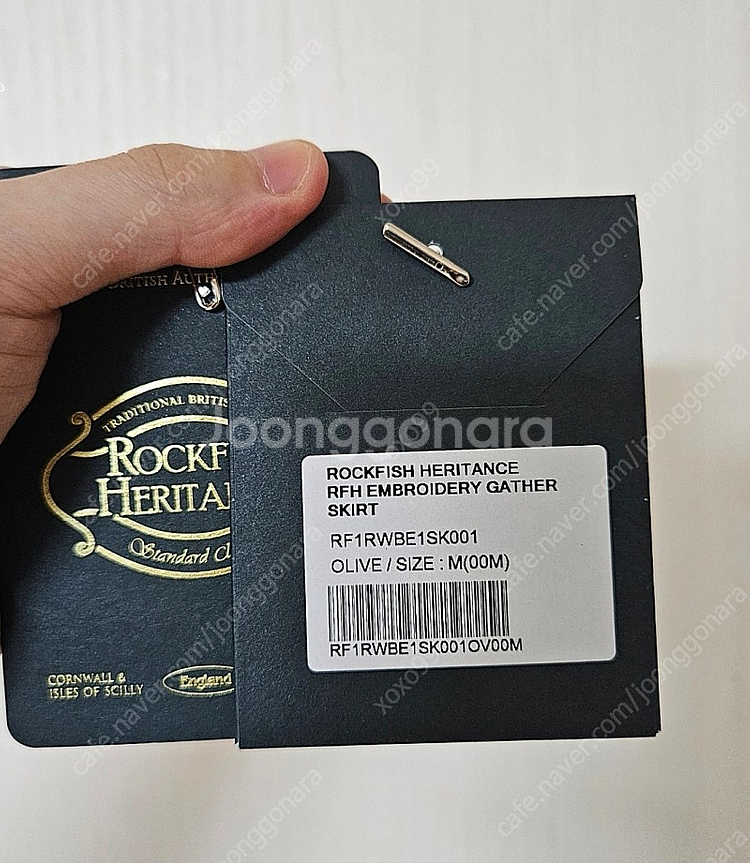 BRITISH AUTH
TRADITIONAL BRITIS
ROCKF
HERITA
Standard Cl
CORNWALL &
ISLES OF SCILLY
England
ROCKFISH HERITANCE
RFH EMBROIDERY GATHER
SKIRT
RF1RWBE1SK001
OLIVE / SIZE : M(00M)
RF1RWBE1SK001OV00M
joonggonara
xoxo99
cafe.naver.com/joonggonara